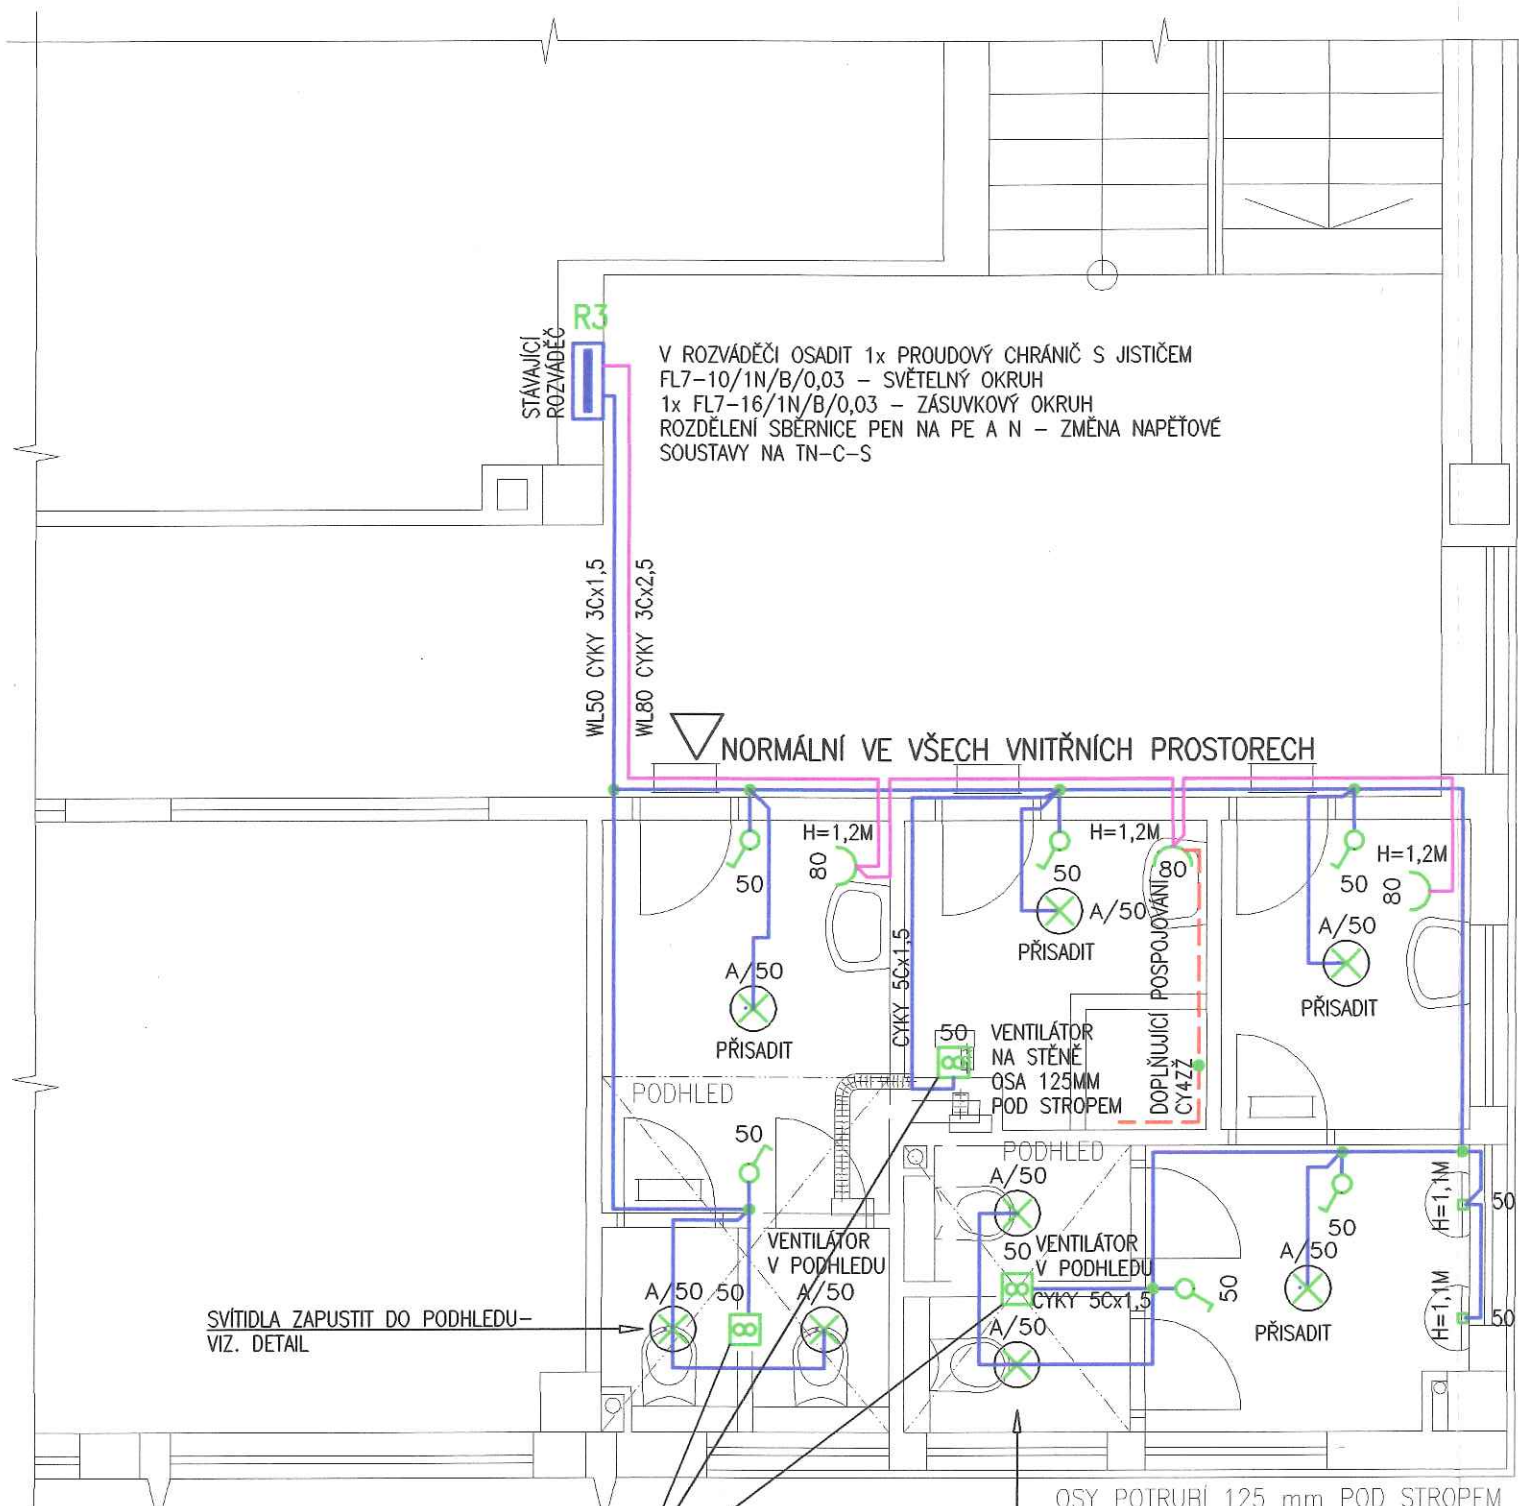 R3
STÁVAJÍCÍ
ROZVÁDĚČ
V ROZVÁDĚČI OSADIT 1x PROUDOVÝ CHRÁNIČ S JISTIČEM
FL7-10/1N/B/0,03 – SVĚTELNÝ OKRUH
1x FL7-16/1N/B/0,03 – ZÁSUVKOVÝ OKRUH
ROZDĚLENÍ SBĚRNICE PEN NA PE A N – ZMĚNA NAPĚŤOVÉ
SOUSTAVY NA TN-C-S
WL50 CYKY 3Cx1,5
WL80 CYKY 3Cx2,5
NORMÁLNÍ VE VŠECH VNITŘNÍCH PROSTORECH
H=1,2M
80
50
A/50
PŘISADIT
H=1,2M
50
80
A/50
PŘISADIT
CYKY 5Cx1,5
DOPLŇUJÍCÍ POSPOJOVÁNÍ
CY4ZŽ
H=1,2M
50
80
A/50
PŘISADIT
50
VENTILÁTOR
NA STĚNĚ
OSA 125MM
POD STROPEM
PODHLED
50
PODHLED
A/50
50
VENTILÁTOR
V PODHLEDU
CYKY 5Cx1,5
A/50
50
VENTILÁTOR
V PODHLEDU
A/50
50
A/50
50
A/50
PŘISADIT
H=1,1M
50
H=1,1M
50
SVÍTIDLA ZAPUSTIT DO PODHLEDU-
VIZ. DETAIL
OSY POTRUBÍ 125 mm POD STROPEM